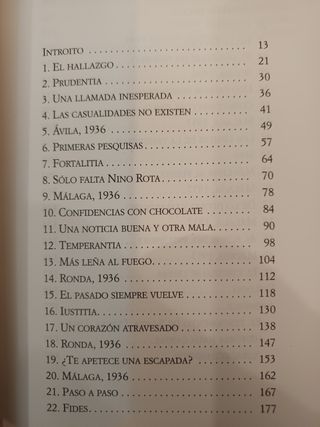 INTROITO . . . . . . . . . . . . . . . . . . . . . . . . . . . . 13
1. EL HALLAZGO . . . . . . . . . . . . . . . . . . . . . . . . 21
2. PRUDENTIA . . . . . . . . . . . . . . . . . . . . . . . . . 30
3. UNA LLAMADA INESPERADA . . . . . . . . . . . . . . 36
4. LAS CASUALIDADES NO EXISTEN . . . . . . . . . . . 41
5. ÁVILA, 1936 . . . . . . . . . . . . . . . . . . . . . . . . . 49
6. PRIMERAS PESQUISAS . . . . . . . . . . . . . . . . . . 57
7. FORTALITIA . . . . . . . . . . . . . . . . . . . . . . . . . 64
8. SÓLO FALTA NINO ROTA . . . . . . . . . . . . . . . . . 70
9. MÁLAGA, 1936 . . . . . . . . . . . . . . . . . . . . . . . 78
10. CONFIDENCIAS CON CHOCOLATE . . . . . . . . . . 84
11. UNA NOTICIA BUENA Y OTRA MALA. . . . . . . . . 90
12. TEMPERANTIA . . . . . . . . . . . . . . . . . . . . . . 98
13. MÁS LEÑA AL FUEGO. . . . . . . . . . . . . . . . . . 104
14. RONDA, 1936 . . . . . . . . . . . . . . . . . . . . . . . 112
15. EL PASADO SIEMPRE VUELVE . . . . . . . . . . . . . 118
16. IUSTITIA. . . . . . . . . . . . . . . . . . . . . . . . . . . 130
17. UN CORAZÓN ATRAVESADO . . . . . . . . . . . . . 138
18. RONDA, 1936 . . . . . . . . . . . . . . . . . . . . . . . 147
19. ¿TE APETECE UNA ESCAPADA? . . . . . . . . . . . . 153
20. MÁLAGA, 1936 . . . . . . . . . . . . . . . . . . . . . . 162
21. PASO A PASO . . . . . . . . . . . . . . . . . . . . . . . 167
22. FIDES. . . . . . . . . . . . . . . . . . . . . . . . . . . . . 177